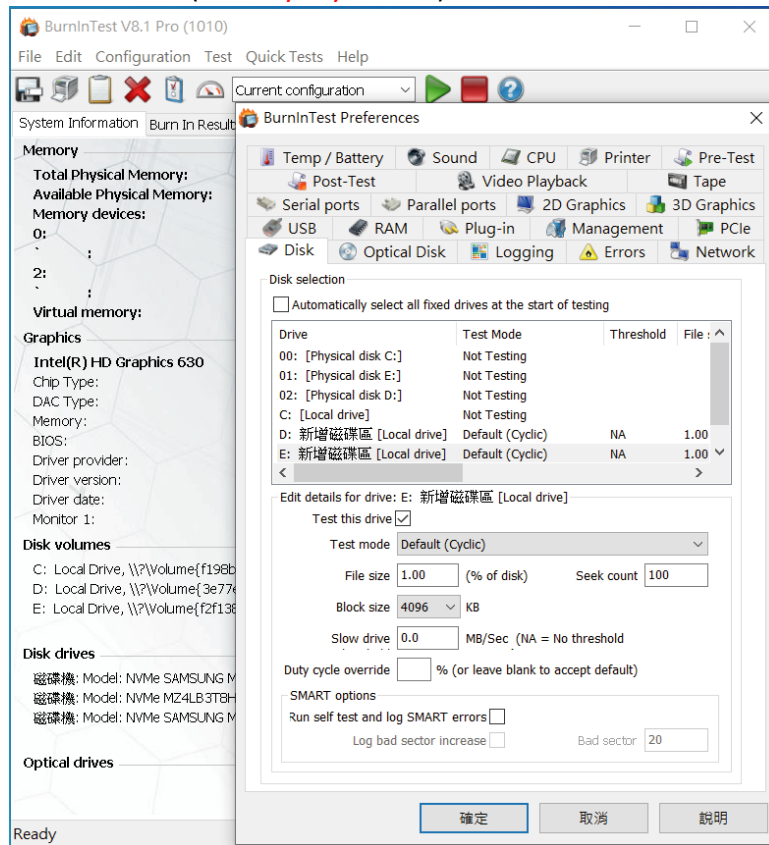 BurnInTest V8.1 Pro (1010)
File Edit Configuration Test Quick Tests Help
Current configuration
System Information Burn In Result
BurnInTest Preferences
Memory
Total Physical Memory:
Available Physical Memory:
Memory devices:
0:
` :
2:
` :
Virtual memory:
Graphics
Intel(R) HD Graphics 630
Chip Type:
DAC Type:
Memory:
BIOS:
Driver provider:
Driver version:
Driver date:
Monitor 1:
Disk volumes
C: Local Drive, \\?\Volume{f198b
D: Local Drive, \\?\Volume{3e77e
E: Local Drive, \\?\Volume{f2f138
Disk drives
磁碟機: Model: NVMe SAMSUNG M
磁碟機: Model: NVMe MZ4LB3T8H
磁碟機: Model: NVMe SAMSUNG M
Optical drives
Ready
Temp / Battery Sound CPU Printer Pre-Test
Post-Test Video Playback Tape
Serial ports Parallel ports 2D Graphics 3D Graphics
USB RAM Plug-in Management PCIe
Disk Optical Disk Logging Errors Network
Disk selection
Automatically select all fixed drives at the start of testing
Drive Test Mode Threshold File
00: [Physical disk C:] Not Testing
01: [Physical disk E:] Not Testing
02: [Physical disk D:] Not Testing
C: [Local drive] Not Testing
D: 新增磁碟區 [Local drive] Default (Cyclic) NA 1.00
E: 新增磁碟區 [Local drive] Default (Cyclic) NA 1.00
Edit details for drive: E: 新增磁碟區 [Local drive]
Test this drive
Test mode Default (Cyclic)
File size 1.00 (% of disk) Seek count 100
Block size 4096 KB
Slow drive 0.0 MB/Sec (NA = No threshold
Duty cycle override % (or leave blank to accept default)
SMART options
Run self test and log SMART errors
Log bad sector increase Bad sector 20
確定 取消 說明